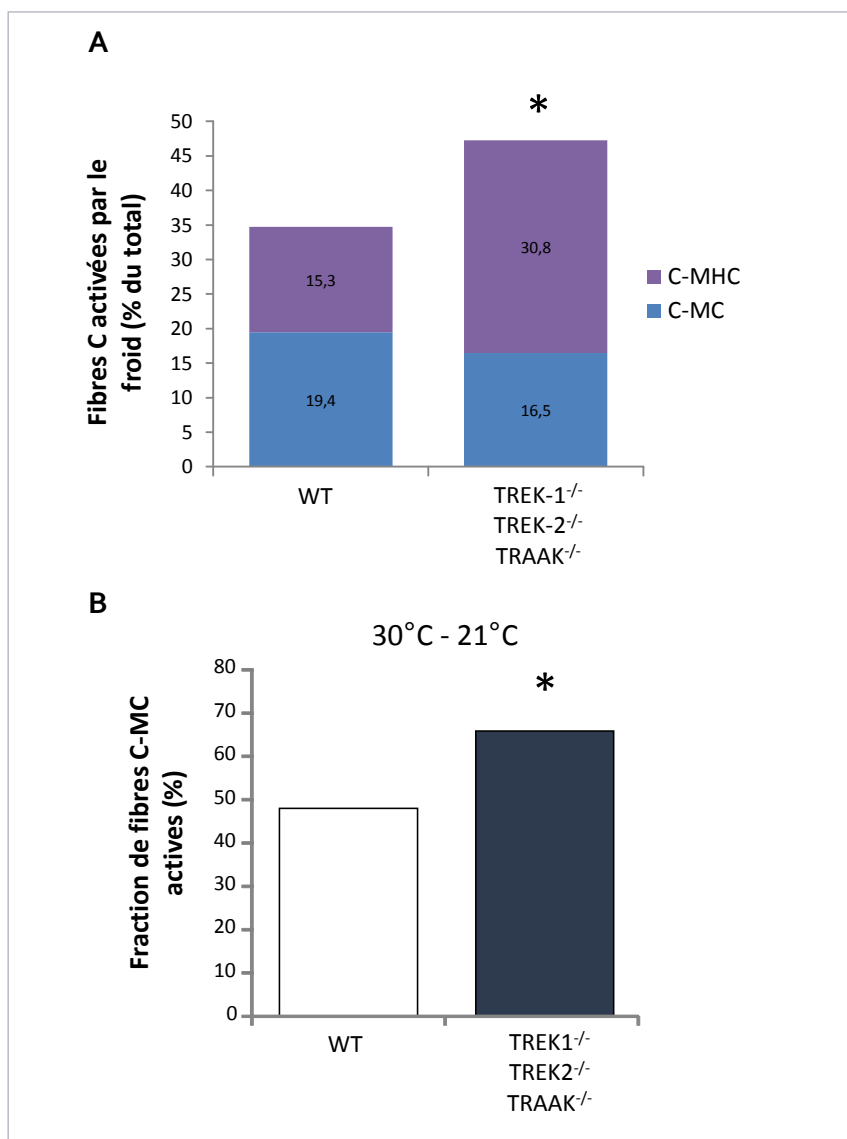 A
*
Fibres C activées par le
froid (% du total)
50
45
40
35
30
25
20
15
10
5
0
15,3
19,4
30,8
16,5
C-MHC
C-MC
WT
TREK-1-/-
TREK-2-/-
TRAAK-/-
B
30°C - 21°C
*
Fraction de fibres C-MC
actives (%)
80
70
60
50
40
30
20
10
0
WT
TREK1-/-
TREK2-/-
TRAAK-/-